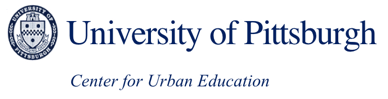 University of Pittsburgh
Center for Urban Education